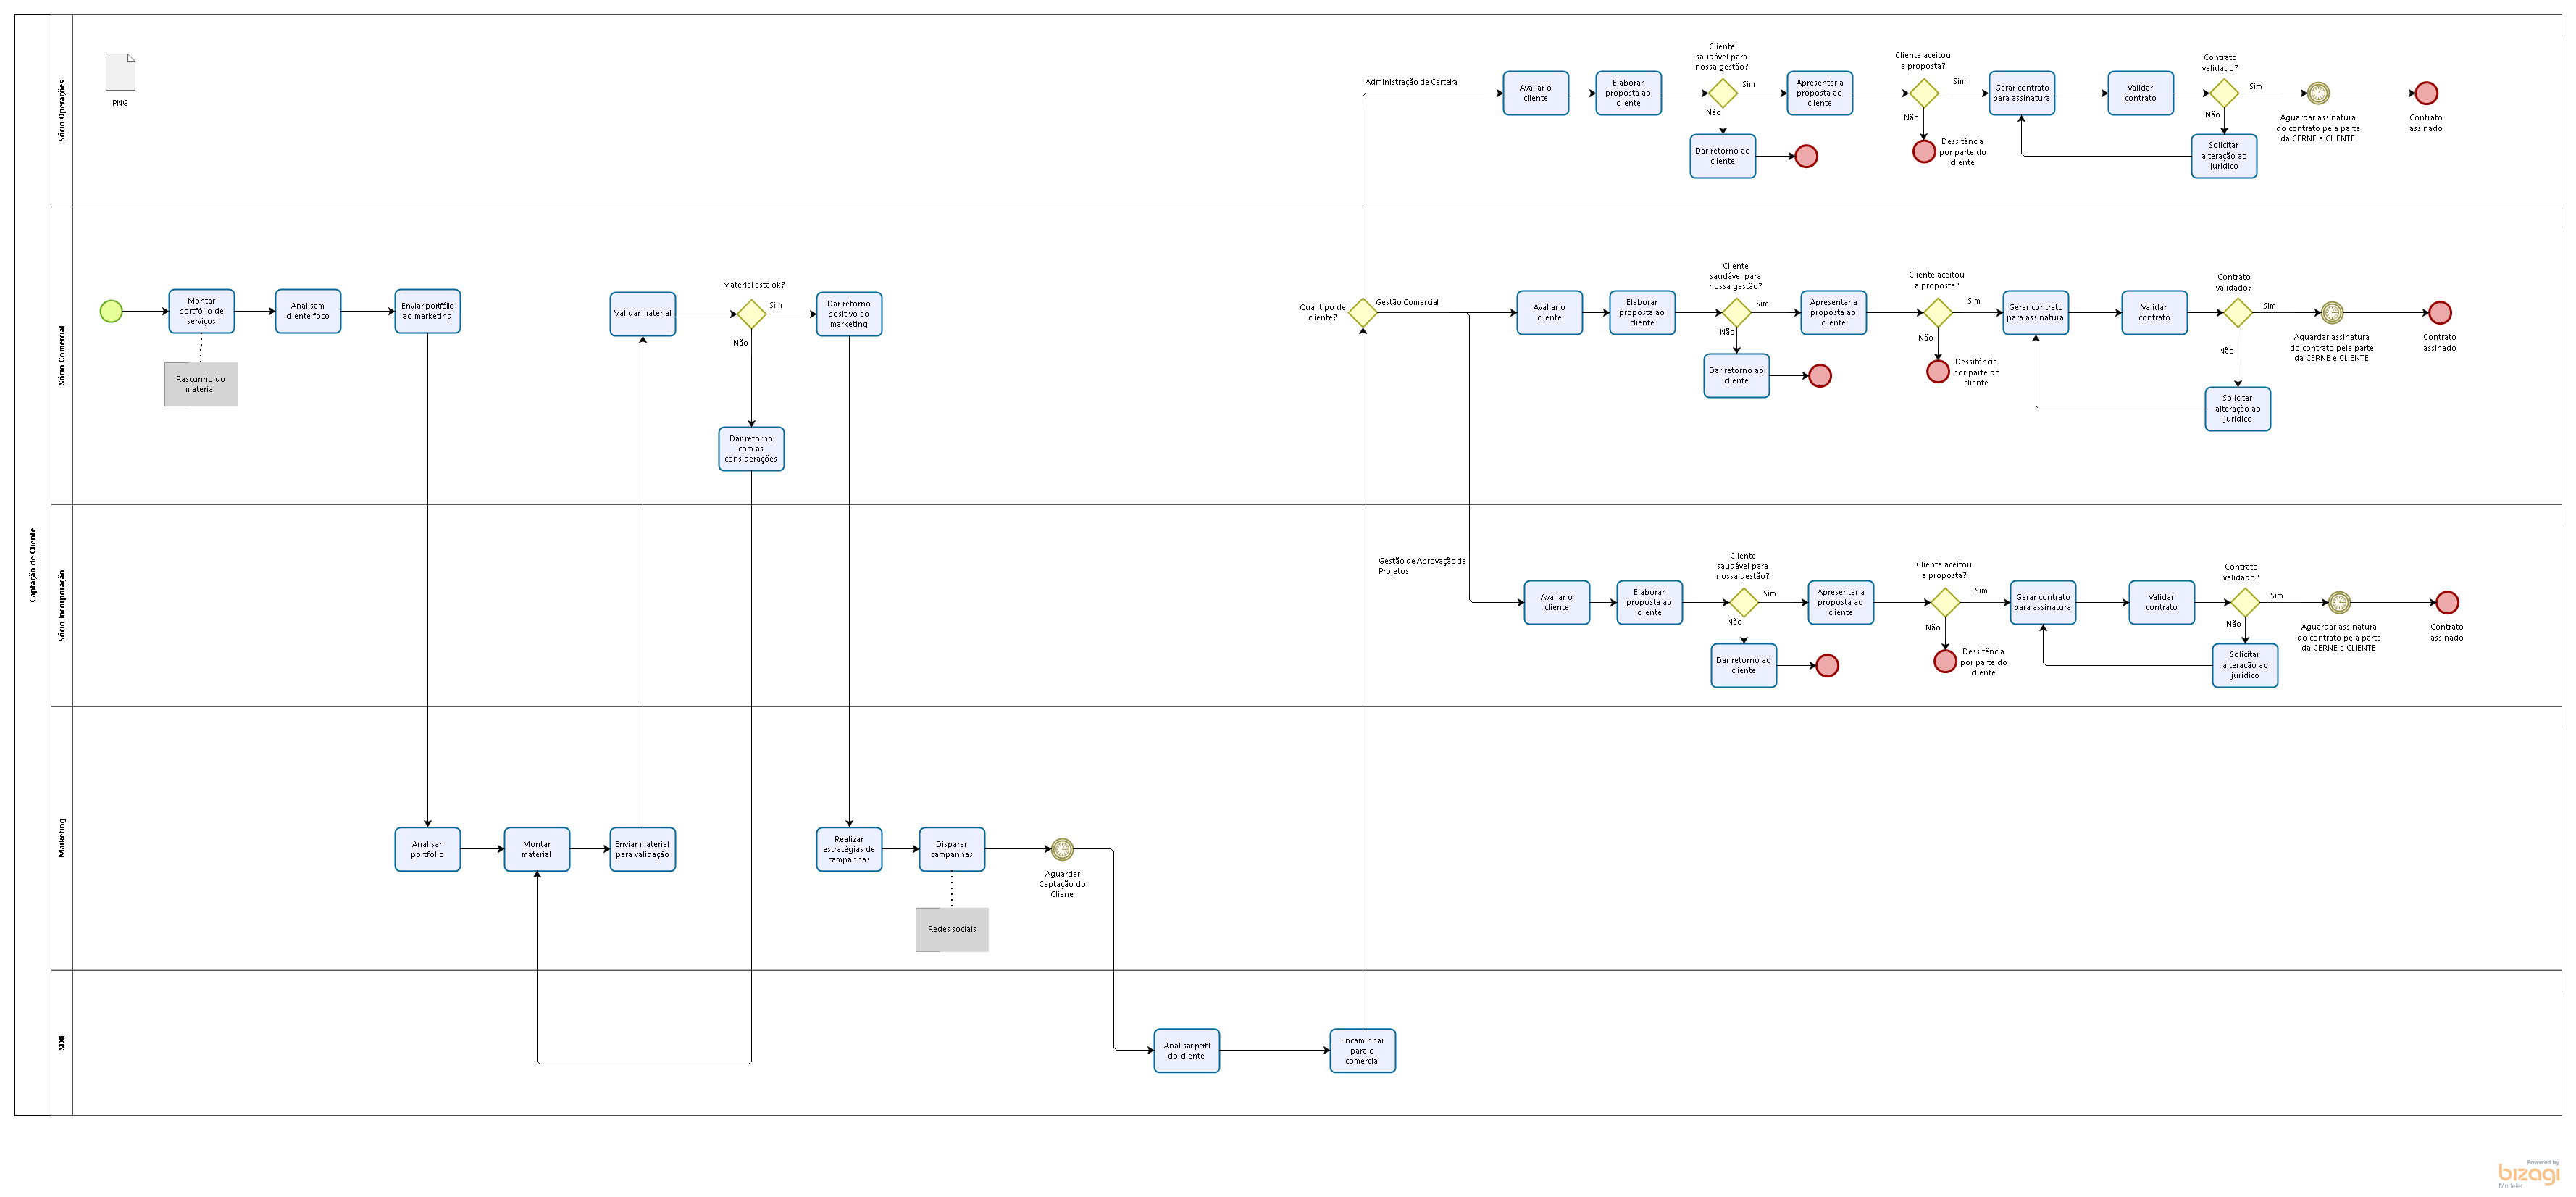 Captação de Cliente
Sócio Operações
PNG
Administração de Carteira
Avaliar o
cliente
Elaborar
proposta ao
cliente
Cliente
saudável para
nossa gestão?
Sim
Não
Dar retorno ao
cliente
Apresentar a
proposta ao
cliente
Cliente aceitou
a proposta?
Sim
Não
Dessitência
por parte do
cliente
Gerar contrato
para assinatura
Validar
contrato
Contrato
validado?
Sim
Não
Solicitar
alteração ao
jurídico
Aguardar assinatura
do contrato pela parte
da CERNE e CLIENTE
Contrato
assinado
Sócio Comercial
Montar
portfólio de
serviços
Rascunho do
material
Analisam
cliente foco
Enviar portfólio
ao marketing
Validar material
Material esta ok?
Sim
Não
Dar retorno
positivo ao
marketing
Dar retorno
com as
considerações
Qual tipo de
cliente?
Gestão Comercial
Avaliar o
cliente
Elaborar
proposta ao
cliente
Cliente
saudável para
nossa gestão?
Sim
Não
Dar retorno ao
cliente
Apresentar a
proposta ao
cliente
Cliente aceitou
a proposta?
Sim
Não
Dessitência
por parte do
cliente
Gerar contrato
para assinatura
Validar
contrato
Contrato
validado?
Sim
Não
Solicitar
alteração ao
jurídico
Aguardar assinatura
do contrato pela parte
da CERNE e CLIENTE
Contrato
assinado
Sócio Incorporação
Gestão de Aprovação de
Projetos
Avaliar o
cliente
Elaborar
proposta ao
cliente
Cliente
saudável para
nossa gestão?
Sim
Não
Dar retorno ao
cliente
Apresentar a
proposta ao
cliente
Cliente aceitou
a proposta?
Sim
Não
Dessitência
por parte do
cliente
Gerar contrato
para assinatura
Validar
contrato
Contrato
validado?
Sim
Não
Solicitar
alteração ao
jurídico
Aguardar assinatura
do contrato pela parte
da CERNE e CLIENTE
Contrato
assinado
Marketing
Analisar
portfólio
Montar
material
Enviar material
para validação
Realizar
estratégias de
campanhas
Disparar
campanhas
Redes sociais
Aguardar
Captação do
Cliene
SDR
Analisar perfil
do cliente
Encaminhar
para o
comercial
Powered by
bizagi
Modeler